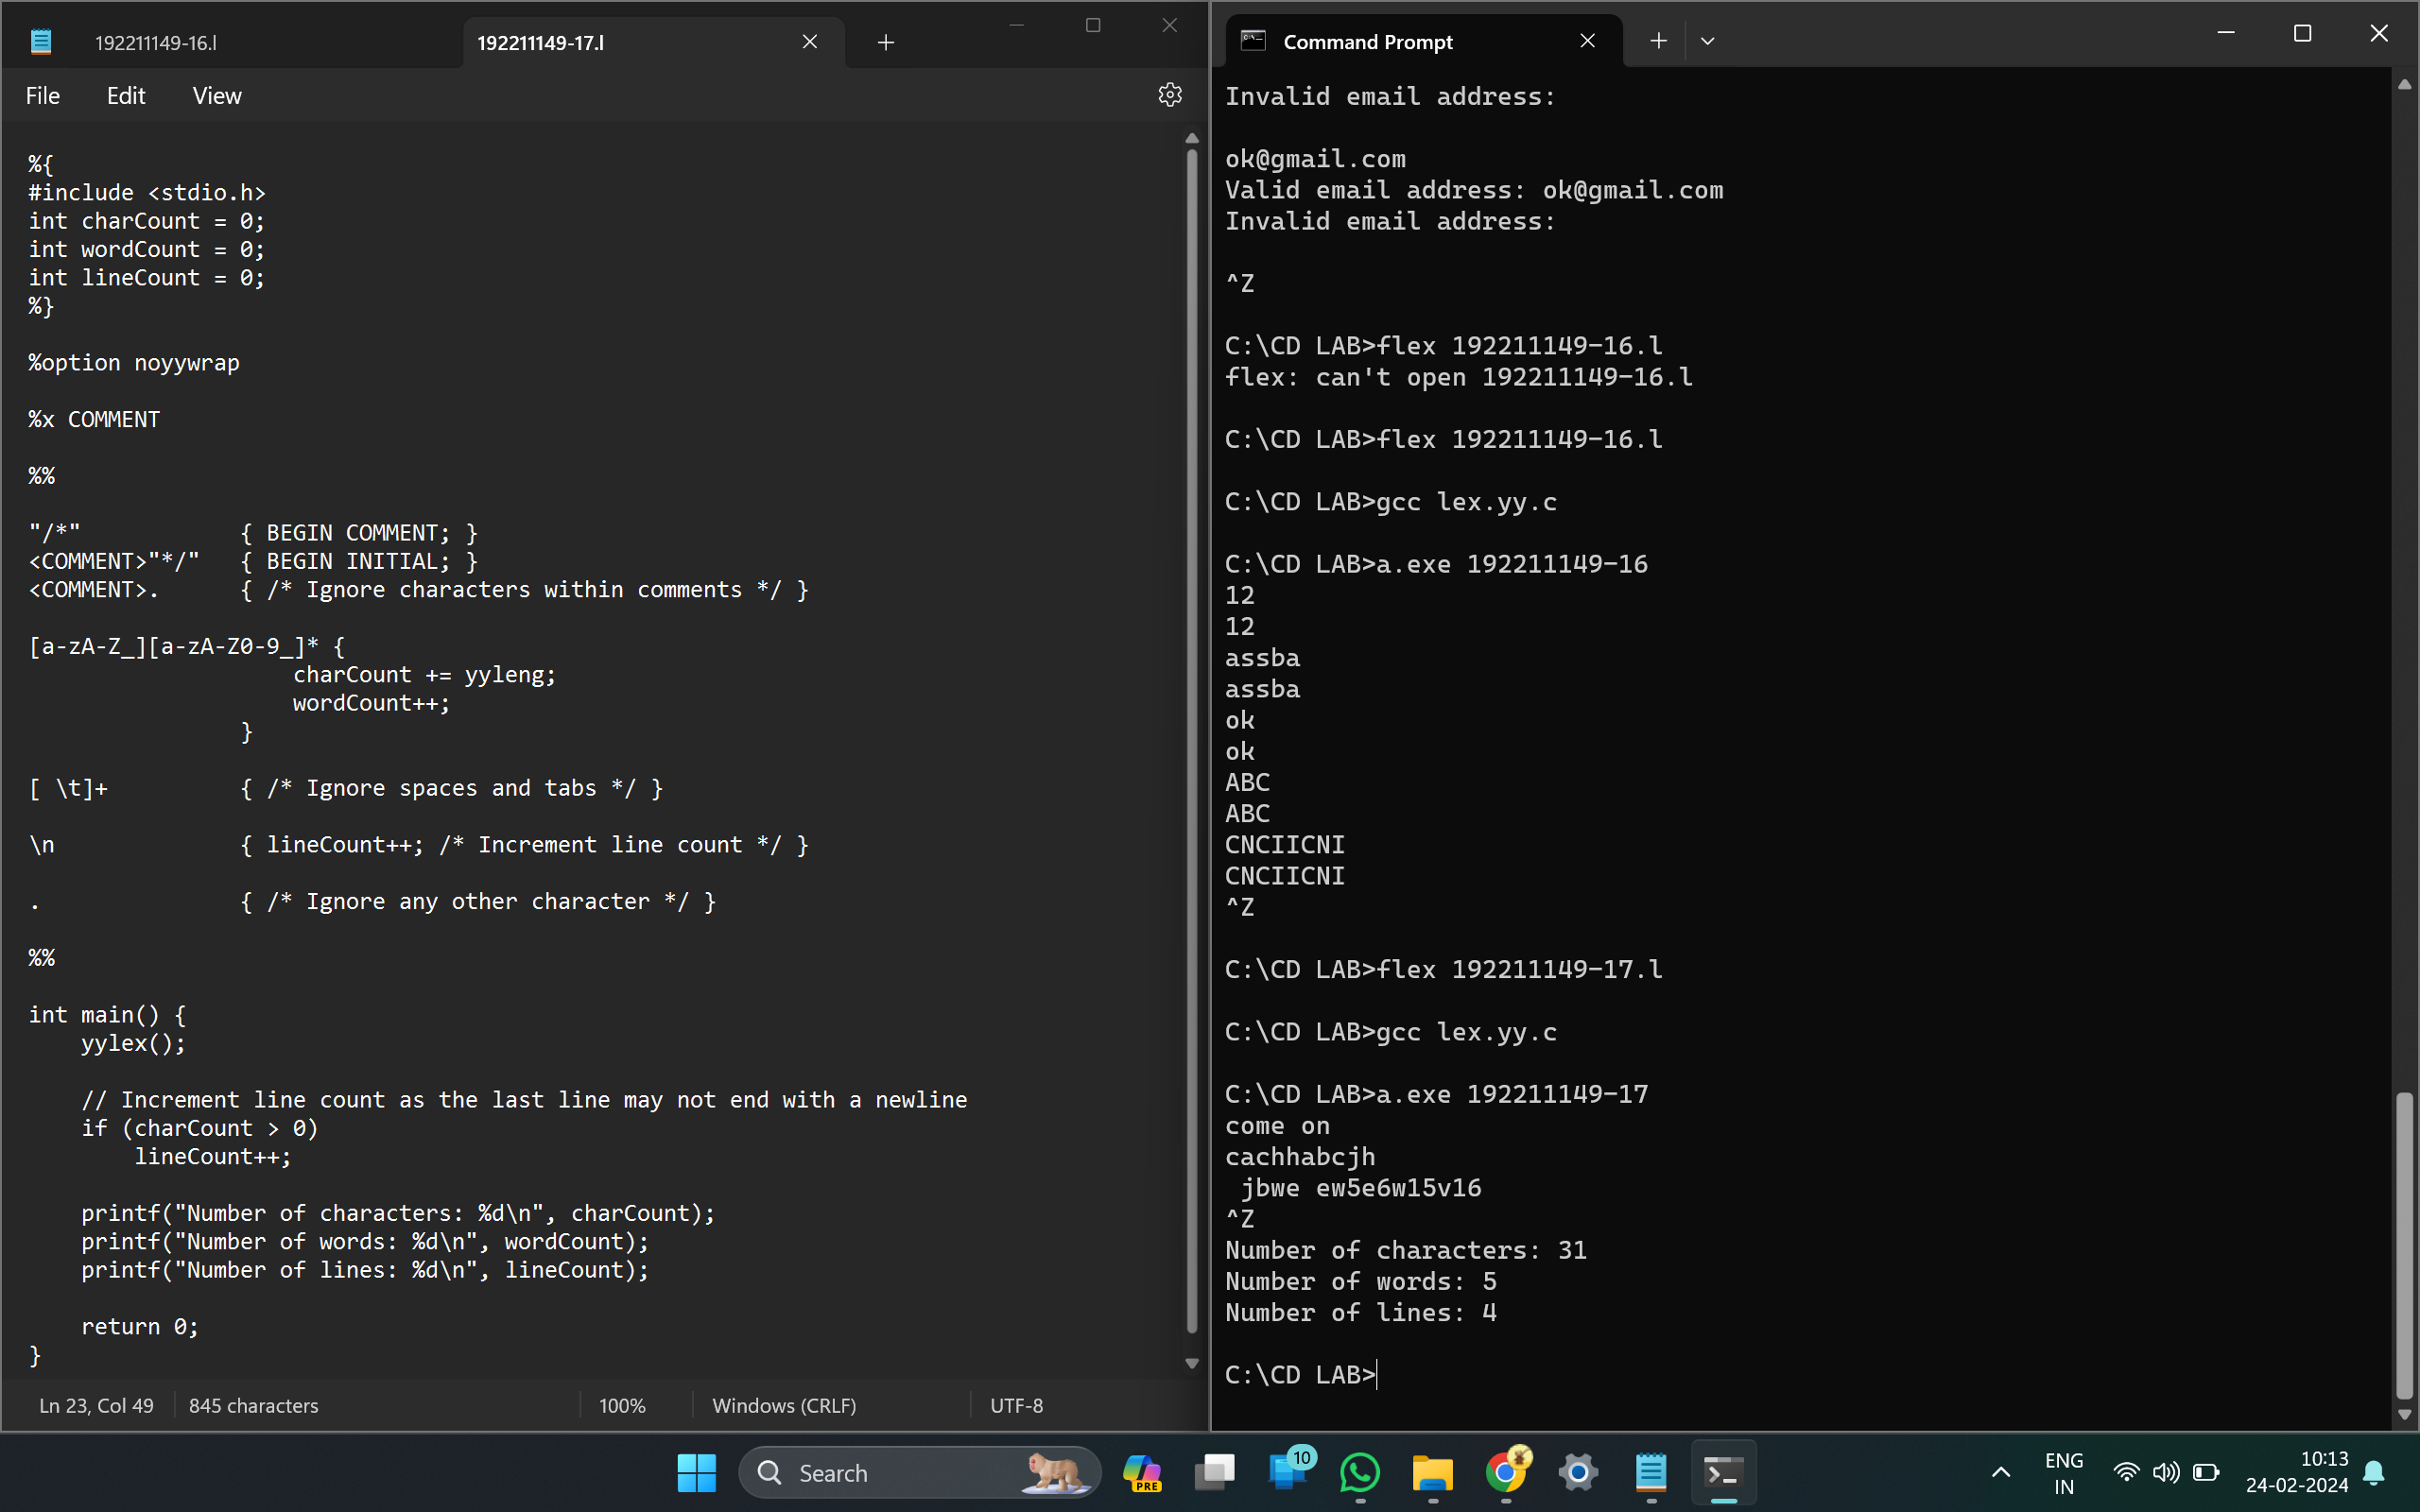 192211149-16.l
192211149-17.l
File Edit View
%{
#include <stdio.h>
int charCount = 0;
int wordCount = 0;
int lineCount = 0;
%}
%option noyywrap
%x COMMENT
%%
"/*" { BEGIN COMMENT; }
<COMMENT>"*/" { BEGIN INITIAL; }
<COMMENT>. { /* Ignore characters within comments */ }
[a-zA-Z_][a-zA-Z0-9_]* {
charCount += yyleng;
wordCount++;
}
[ \t]+ { /* Ignore spaces and tabs */ }
\n { lineCount++; /* Increment line count */ }
. { /* Ignore any other character */ }
%%
int main() {
yylex();
// Increment line count as the last line may not end with a newline
if (charCount > 0)
lineCount++;
printf("Number of characters: %d\n", charCount);
printf("Number of words: %d\n", wordCount);
printf("Number of lines: %d\n", lineCount);
return 0;
}
Ln 23, Col 49 845 characters 100% Windows (CRLF) UTF-8
Command Prompt
Invalid email address:
ok@gmail.com
Valid email address: ok@gmail.com
Invalid email address:
^Z
C:\CD LAB>flex 192211149-16.l
flex: can't open 192211149-16.l
C:\CD LAB>flex 192211149-16.l
C:\CD LAB>gcc lex.yy.c
C:\CD LAB>a.exe 192211149-16
12
12
assba
assba
ok
ok
ABC
ABC
CNCIICNI
CNCIICNI
^Z
C:\CD LAB>flex 192211149-17.l
C:\CD LAB>gcc lex.yy.c
C:\CD LAB>a.exe 192211149-17
come on
cachhabcjh
jbwe ew5e6w15v16
^Z
Number of characters: 31
Number of words: 5
Number of lines: 4
C:\CD LAB>
Search
PRE
10
ENG
IN
10:13
24-02-2024